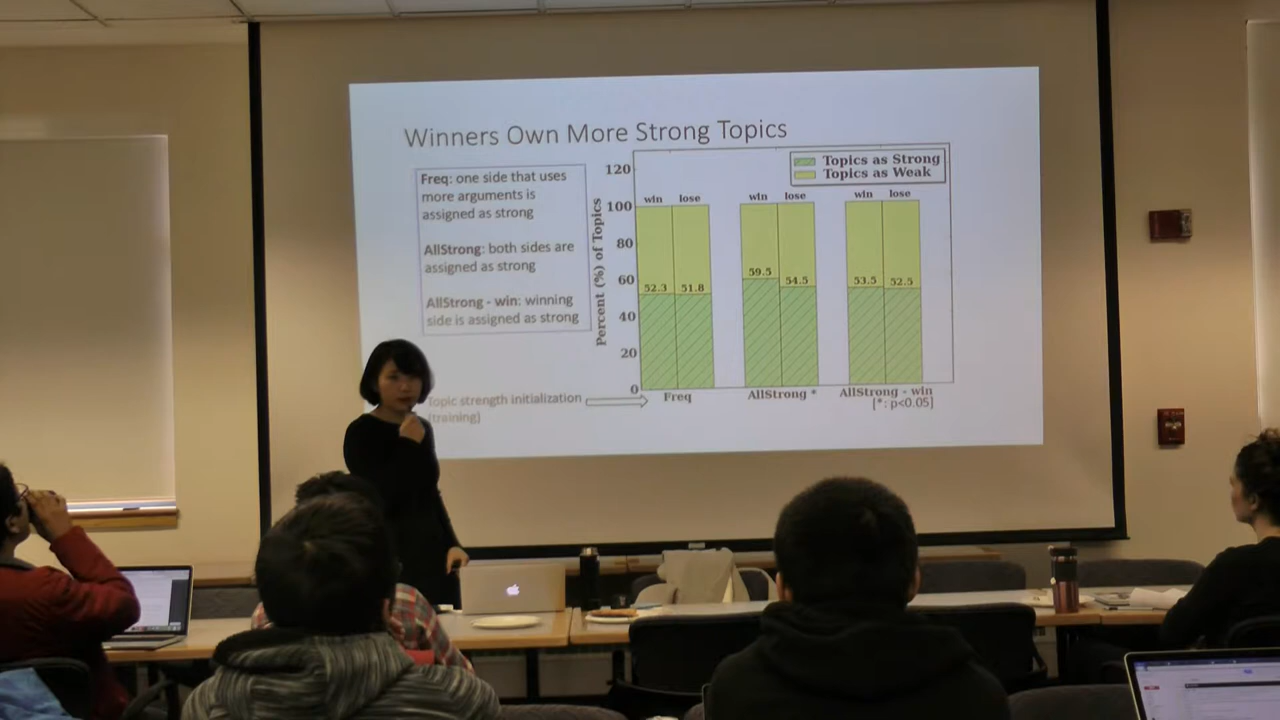 Winners Own More Strong Topics
Freq: one side that uses
more arguments is
assigned as strong
AllStrong: both sides are
assigned as strong
AllStrong - win: winning
side is assigned as strong
Topic strength initialization
(training)
Percent (%) of Topics
120
100
80
60
40
20
0
Topics as Strong
Topics as Weak
win lose
win lose
win lose
52.3 51.8
59.5 54.5
53.5 52.5
Freq
AllStrong *
AllStrong - win
[*: p<0.05]